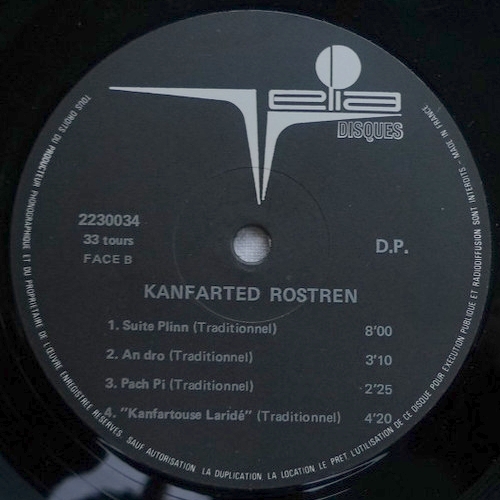 Telia
DISQUES
2230034
33 tours
FACE B
D.P.
KANFARTED ROSTREN
1. Suite Plinn (Traditionnel) 8'00
2. An dro (Traditionnel) 3'10
3. Pach Pi (Traditionnel) 2'25
4. "Kanfartouse Laridé" (Traditionnel) 4'20
TOUS DROITS DU PRODUCTEUR PHONOGRAPHIQUE ET DU PROPRIETAIRE DE L'ŒUVRE ENREGISTREE RESERVES. SAUF AUTORISATION, LA DUPLICATION, LA LOCATION, LE PRET, L'UTILISATION DE CE DISQUE POUR EXECUTION PUBLIQUE ET RADIODIFFUSION SONT INTERDITS - MADE IN FRANCE